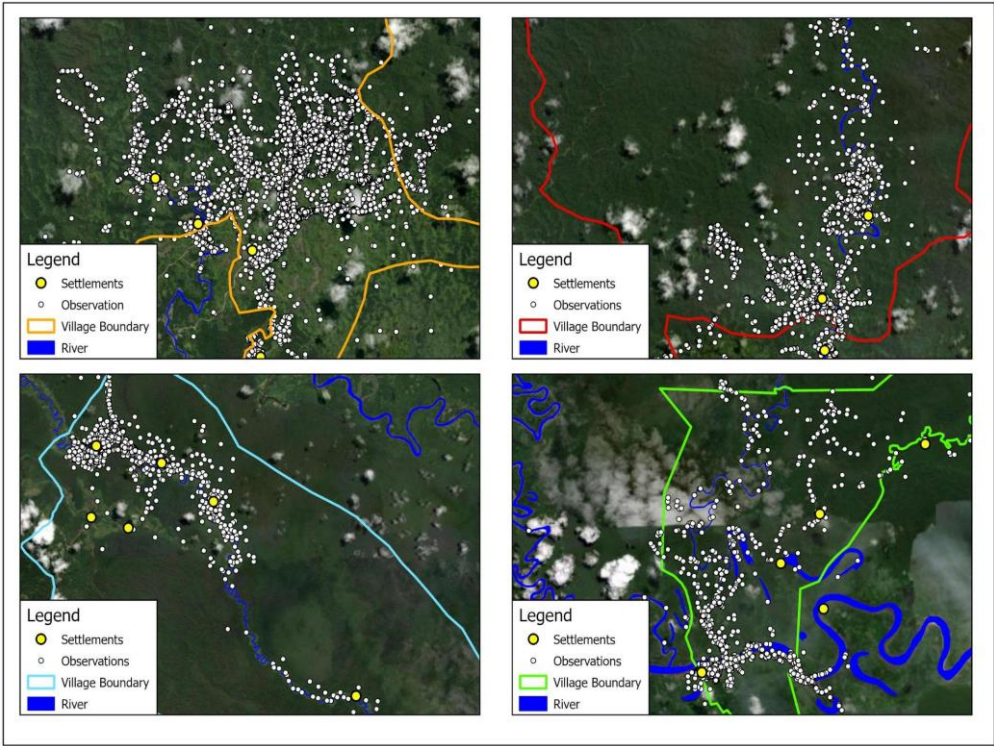 Legend
Settlements
Observation
Village Boundary
River
Legend
Settlements
Observations
Village Boundary
River
Legend
Settlements
Observations
Village Boundary
River
Legend
Settlements
Observations
Village Boundary
River